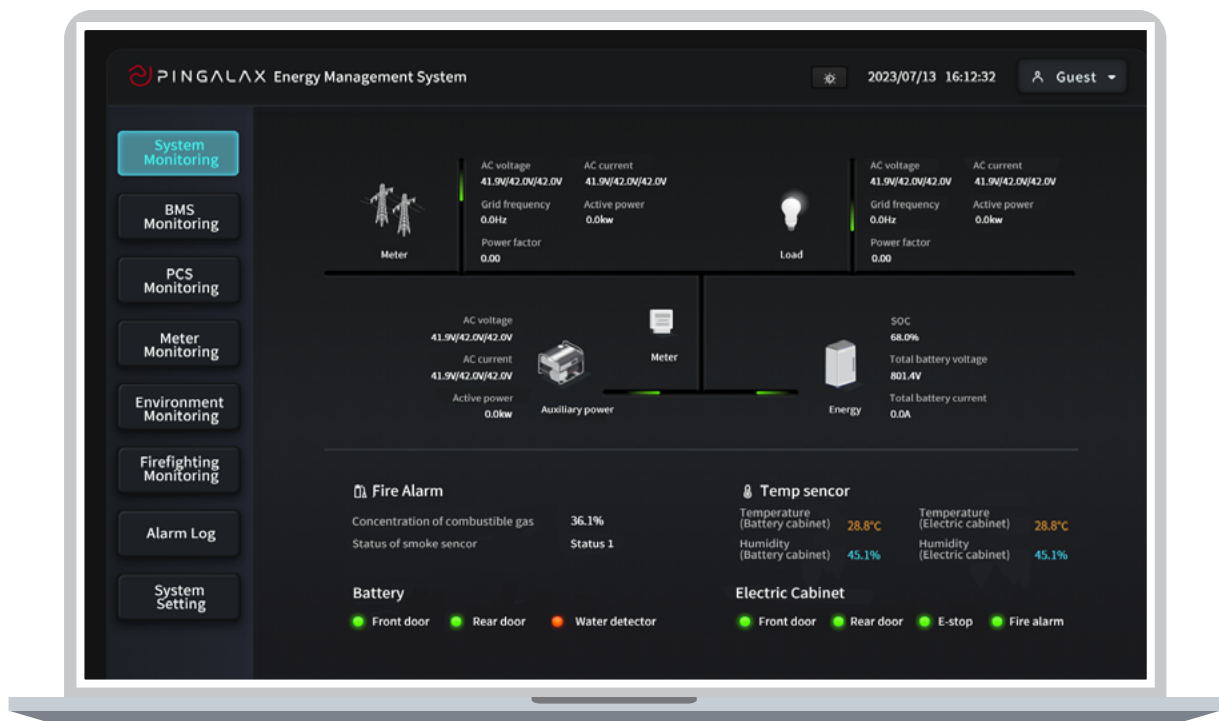 PINGALAX Energy Management System
2023/07/13 16:12:32
Guest
System
Monitoring
BMS
Monitoring
PCS
Monitoring
Meter
Monitoring
Environment
Monitoring
Firefighting
Monitoring
Alarm Log
System
Setting
Meter
AC voltage
41.9V/42.0V/42.0V
AC current
41.9V/42.0V/42.0V
Grid frequency
0.0Hz
Active power
0.0kw
Power factor
0.00
Load
AC voltage
41.9V/42.0V/42.0V
AC current
41.9V/42.0V/42.0V
Grid frequency
0.0Hz
Active power
0.0kw
Power factor
0.00
AC voltage
41.9V/42.0V/42.0V
AC current
41.9V/42.0V/42.0V
Active power
0.0kw
Auxiliary power
Meter
Energy
SOC
68.0%
Total battery voltage
801.4V
Total battery current
0.0A
Fire Alarm
Concentration of combustible gas 36.1%
Status of smoke sencor Status 1
Temp sencor
Temperature
(Battery cabinet) 28.8°C
Temperature
(Electric cabinet) 28.8°C
Humidity
(Battery cabinet) 45.1%
Humidity
(Electric cabinet) 45.1%
Battery
Front door Rear door Water detector
Electric Cabinet
Front door Rear door E-stop Fire alarm